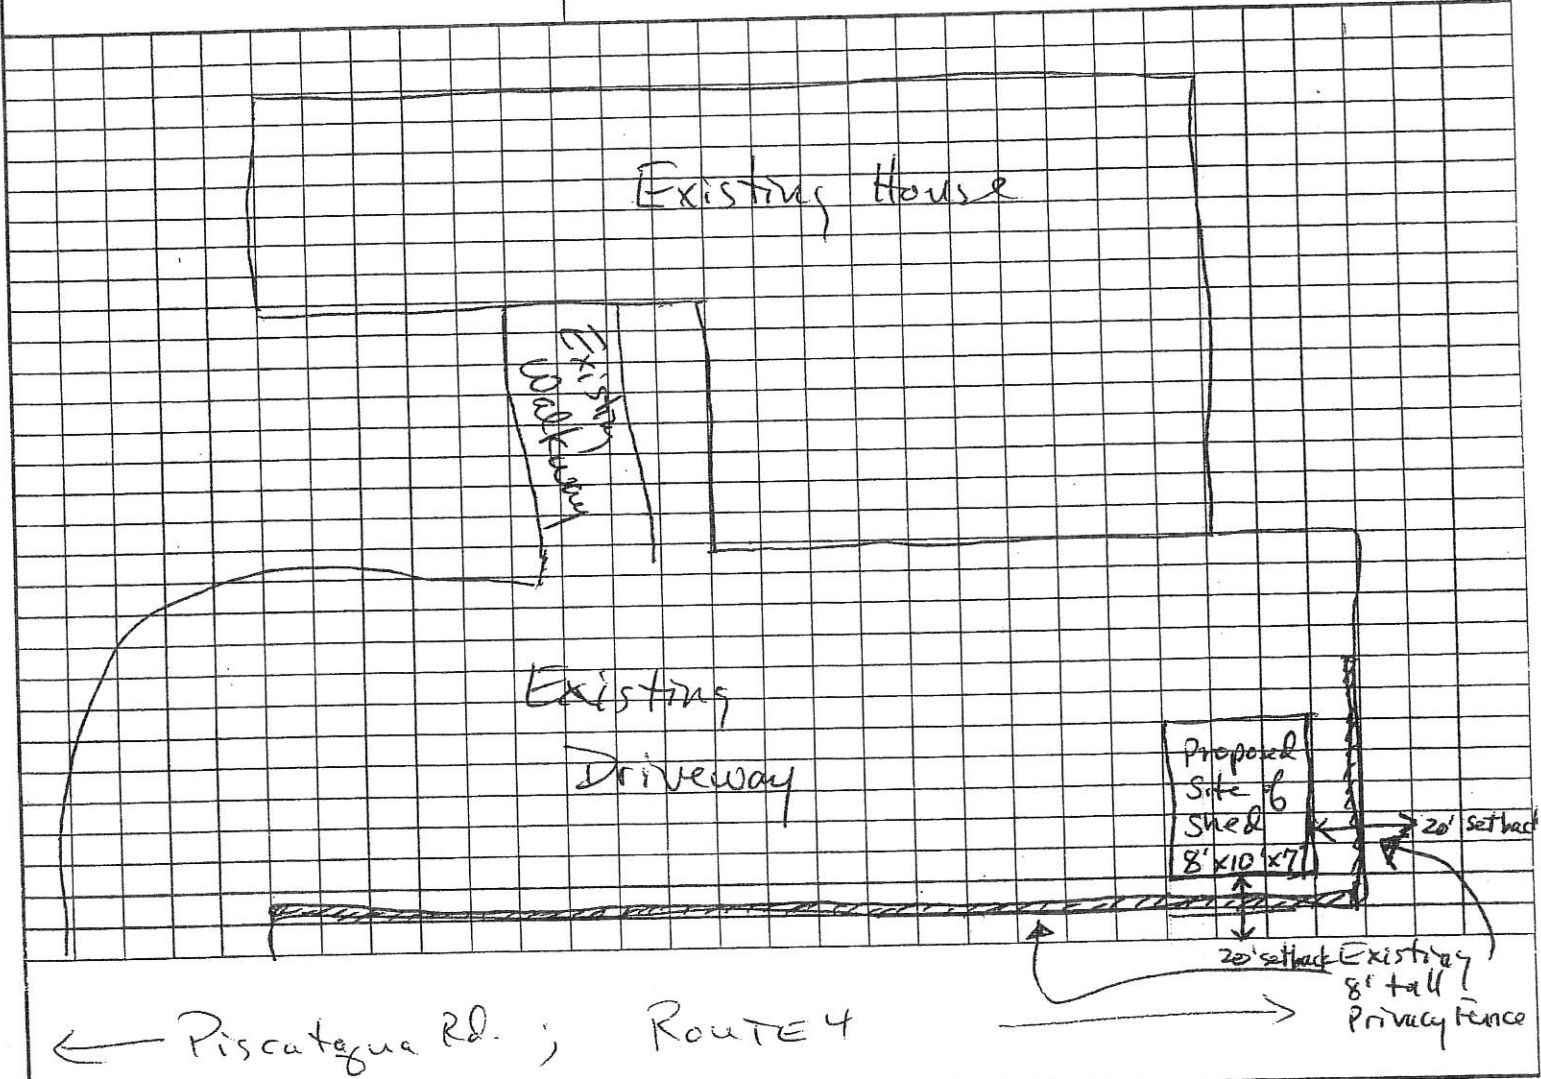 Existing House
Existing
Walkway
Existing
Driveway
Proposed
Site of
Shed
8'x10'x7'
20' setback
20' setback
Existing
8' tall
Privacy Fence
Piscataqua Rd. ; ROUTE 4